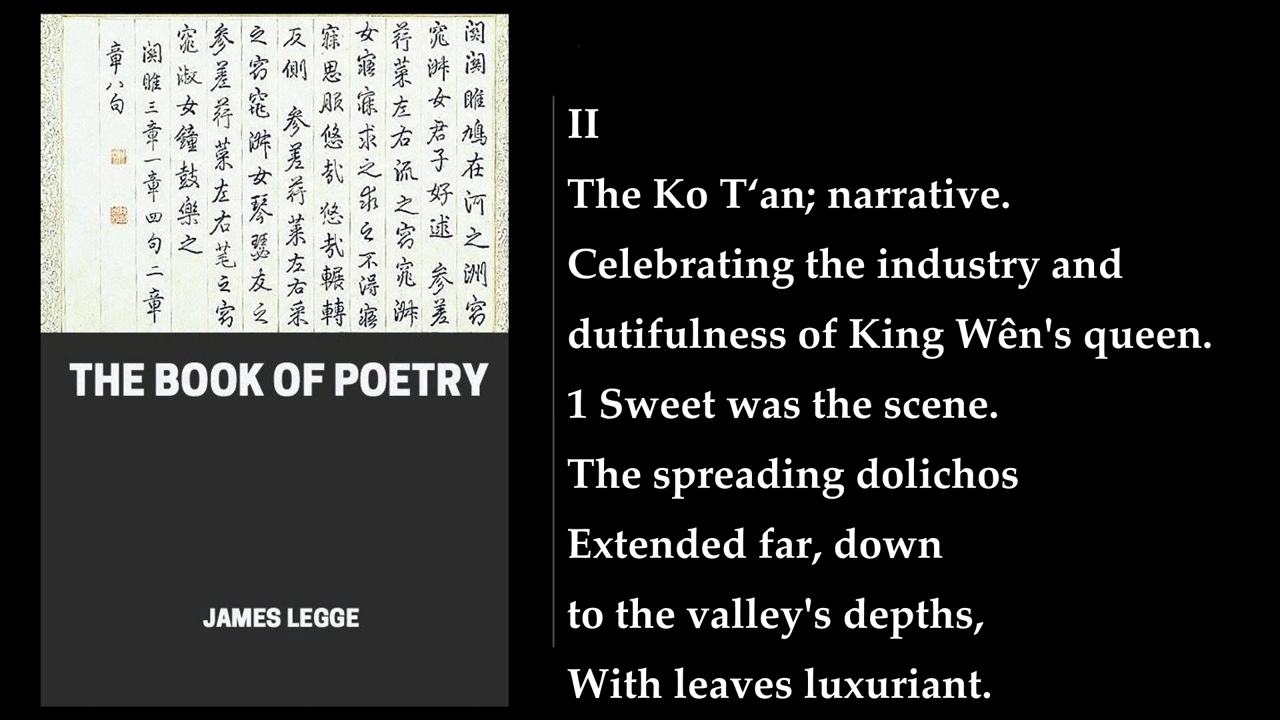 关关雎鳩在河之洲窈
窕淑女君子好逑 參差
荇菜左右流之窈窕淑
女寤寐求之求之不得寤
寐思服悠哉悠哉輾轉
反側 參差荇菜左右采
之窈窕淑女琴瑟友之
參差荇菜左右芼之窈
窕淑女鐘鼓樂之
关雎三章一章四句二章
章八句
THE BOOK OF POETRY
JAMES LEGGE
II
The Ko T‘an; narrative.
Celebrating the industry and
dutifulness of King Wên's queen.
1 Sweet was the scene.
The spreading dolichos
Extended far, down
to the valley's depths,
With leaves luxuriant.